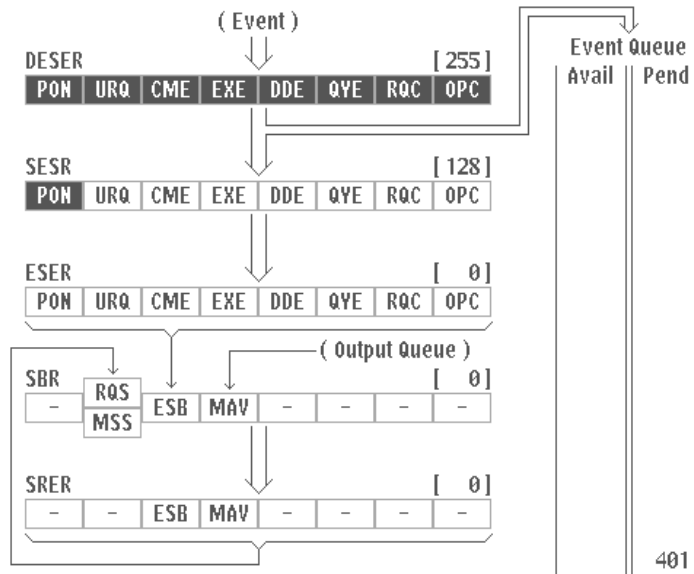 ( Event )
Event Queue
DESER [ 255 ]
Avail Pend
PON URQ CME EXE DDE QYE RQC OPC
SESR [ 128 ]
PON URQ CME EXE DDE QYE RQC OPC
ESER [ 0 ]
PON URQ CME EXE DDE QYE RQC OPC
( Output Queue )
SBR [ 0 ]
RQS
- ESB MAV - - - -
MSS
SRER [ 0 ]
- - ESB MAV - - - -
401